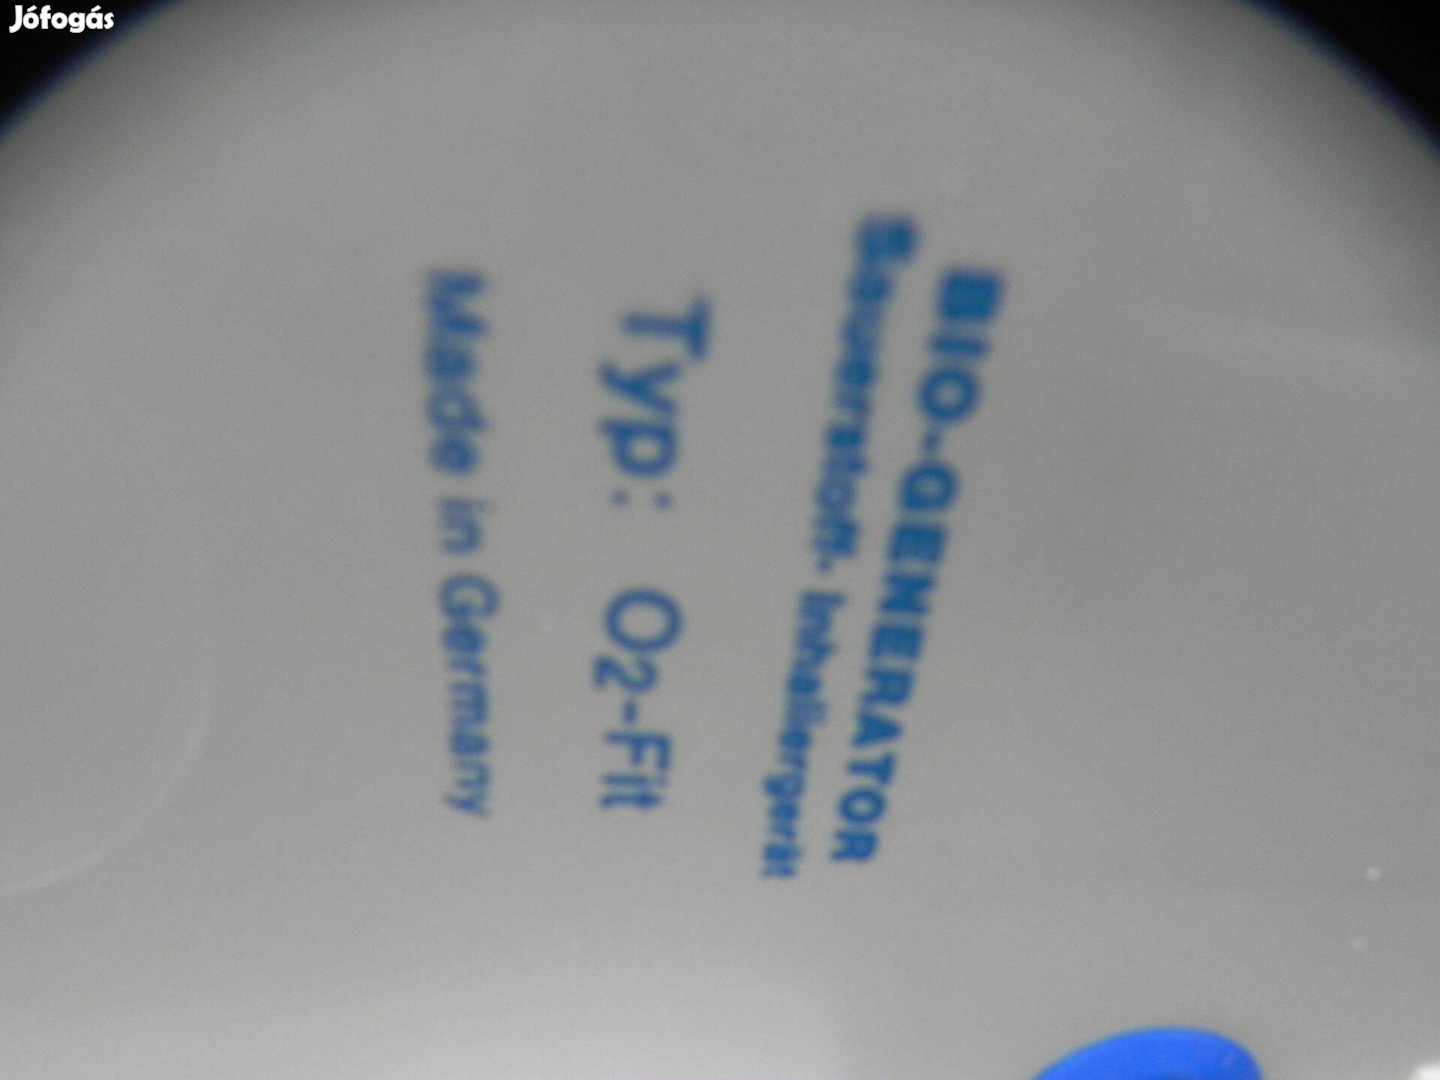 Jófogás
BIO-GENERATOR
Sauerstoff- Inhaliergerät
Typ: O2-Fit
Made in Germany